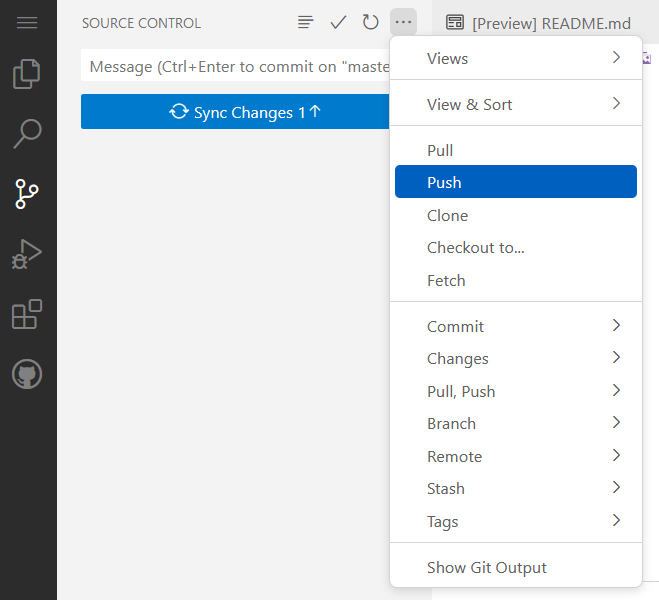 SOURCE CONTROL
[Preview] README.md
Message (Ctrl+Enter to commit on "maste
Sync Changes 1↑
Views
View & Sort
Pull
Push
Clone
Checkout to...
Fetch
Commit
Changes
Pull, Push
Branch
Remote
Stash
Tags
Show Git Output